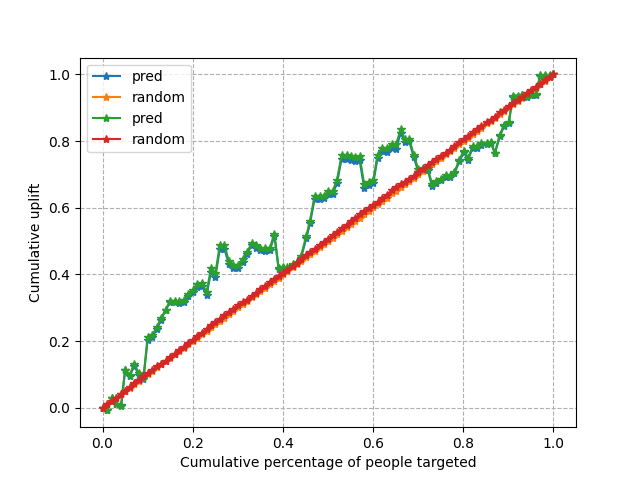 pred
random
pred
random
1.0
0.8
0.6
0.4
0.2
0.0
Cumulative uplift
0.0 0.2 0.4 0.6 0.8 1.0
Cumulative percentage of people targeted